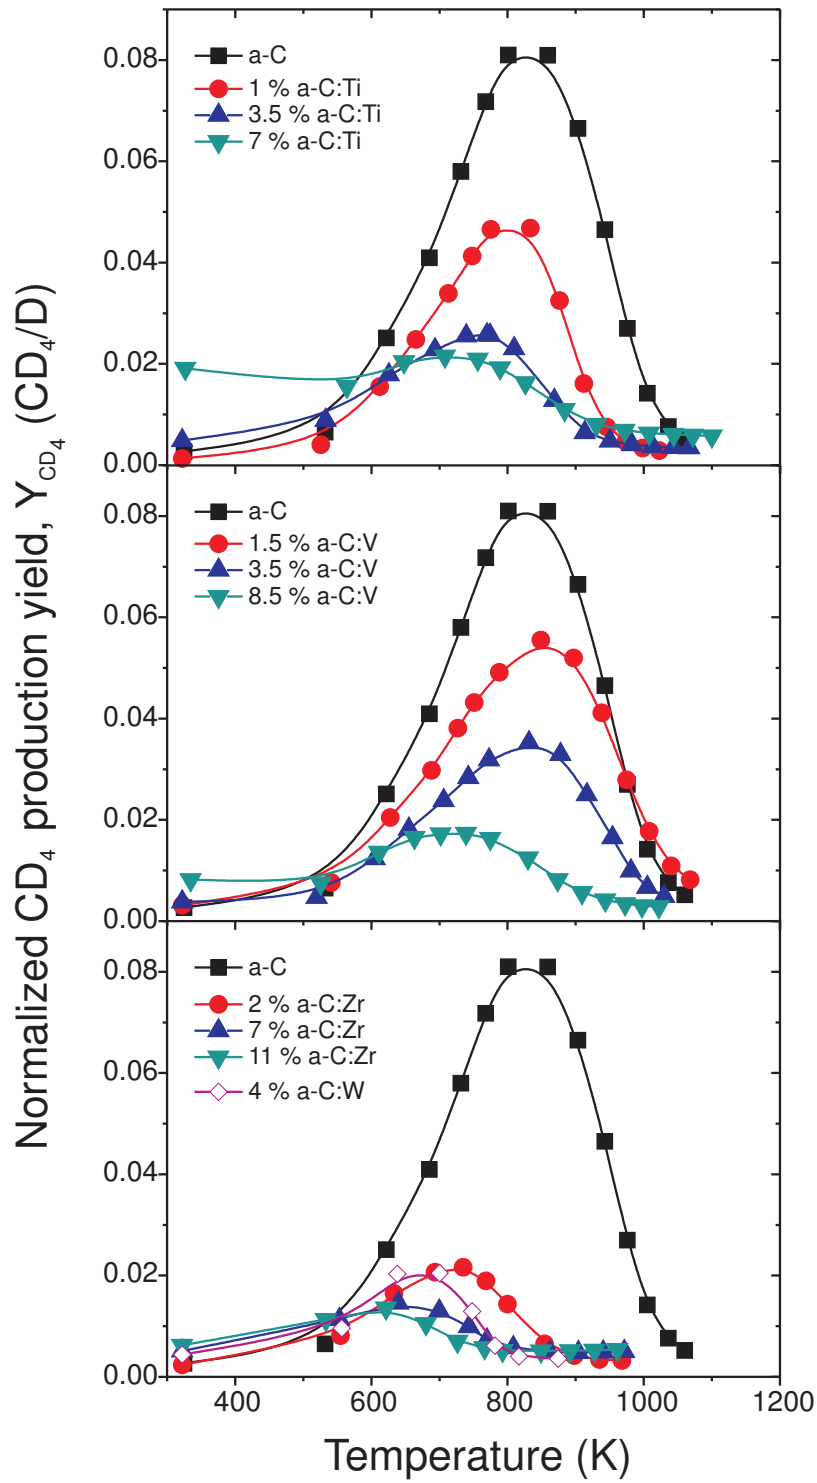 Normalized CD₄ production yield, Y_CD₄ (CD₄/D)
0.08
0.06
0.04
0.02
0.00
a-C
1 % a-C:Ti
3.5 % a-C:Ti
7 % a-C:Ti
0.08
0.06
0.04
0.02
0.00
a-C
1.5 % a-C:V
3.5 % a-C:V
8.5 % a-C:V
0.08
0.06
0.04
0.02
0.00
a-C
2 % a-C:Zr
7 % a-C:Zr
11 % a-C:Zr
4 % a-C:W
400 600 800 1000 1200
Temperature (K)